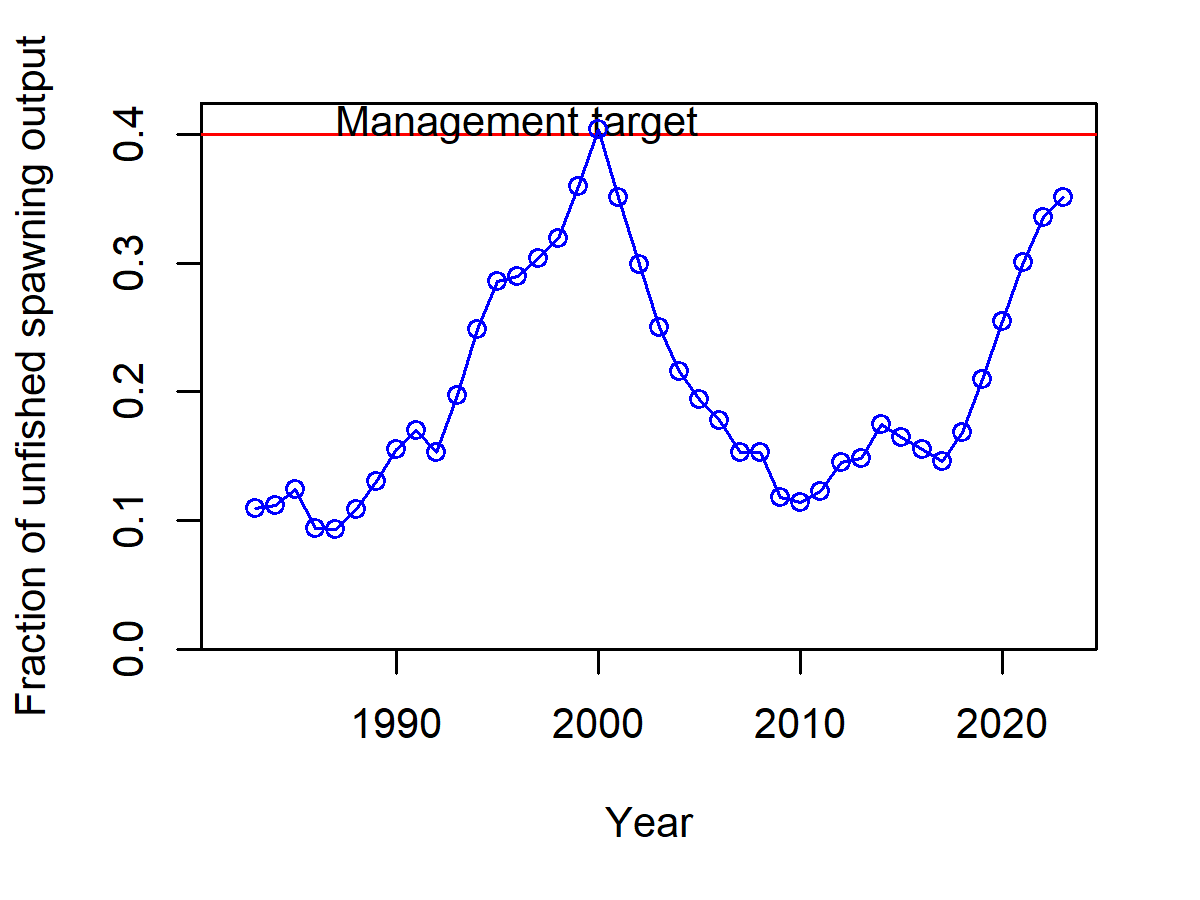 Fraction of unfished spawning output
0.4
0.3
0.2
0.1
0.0
Management target
1990 2000 2010 2020
Year